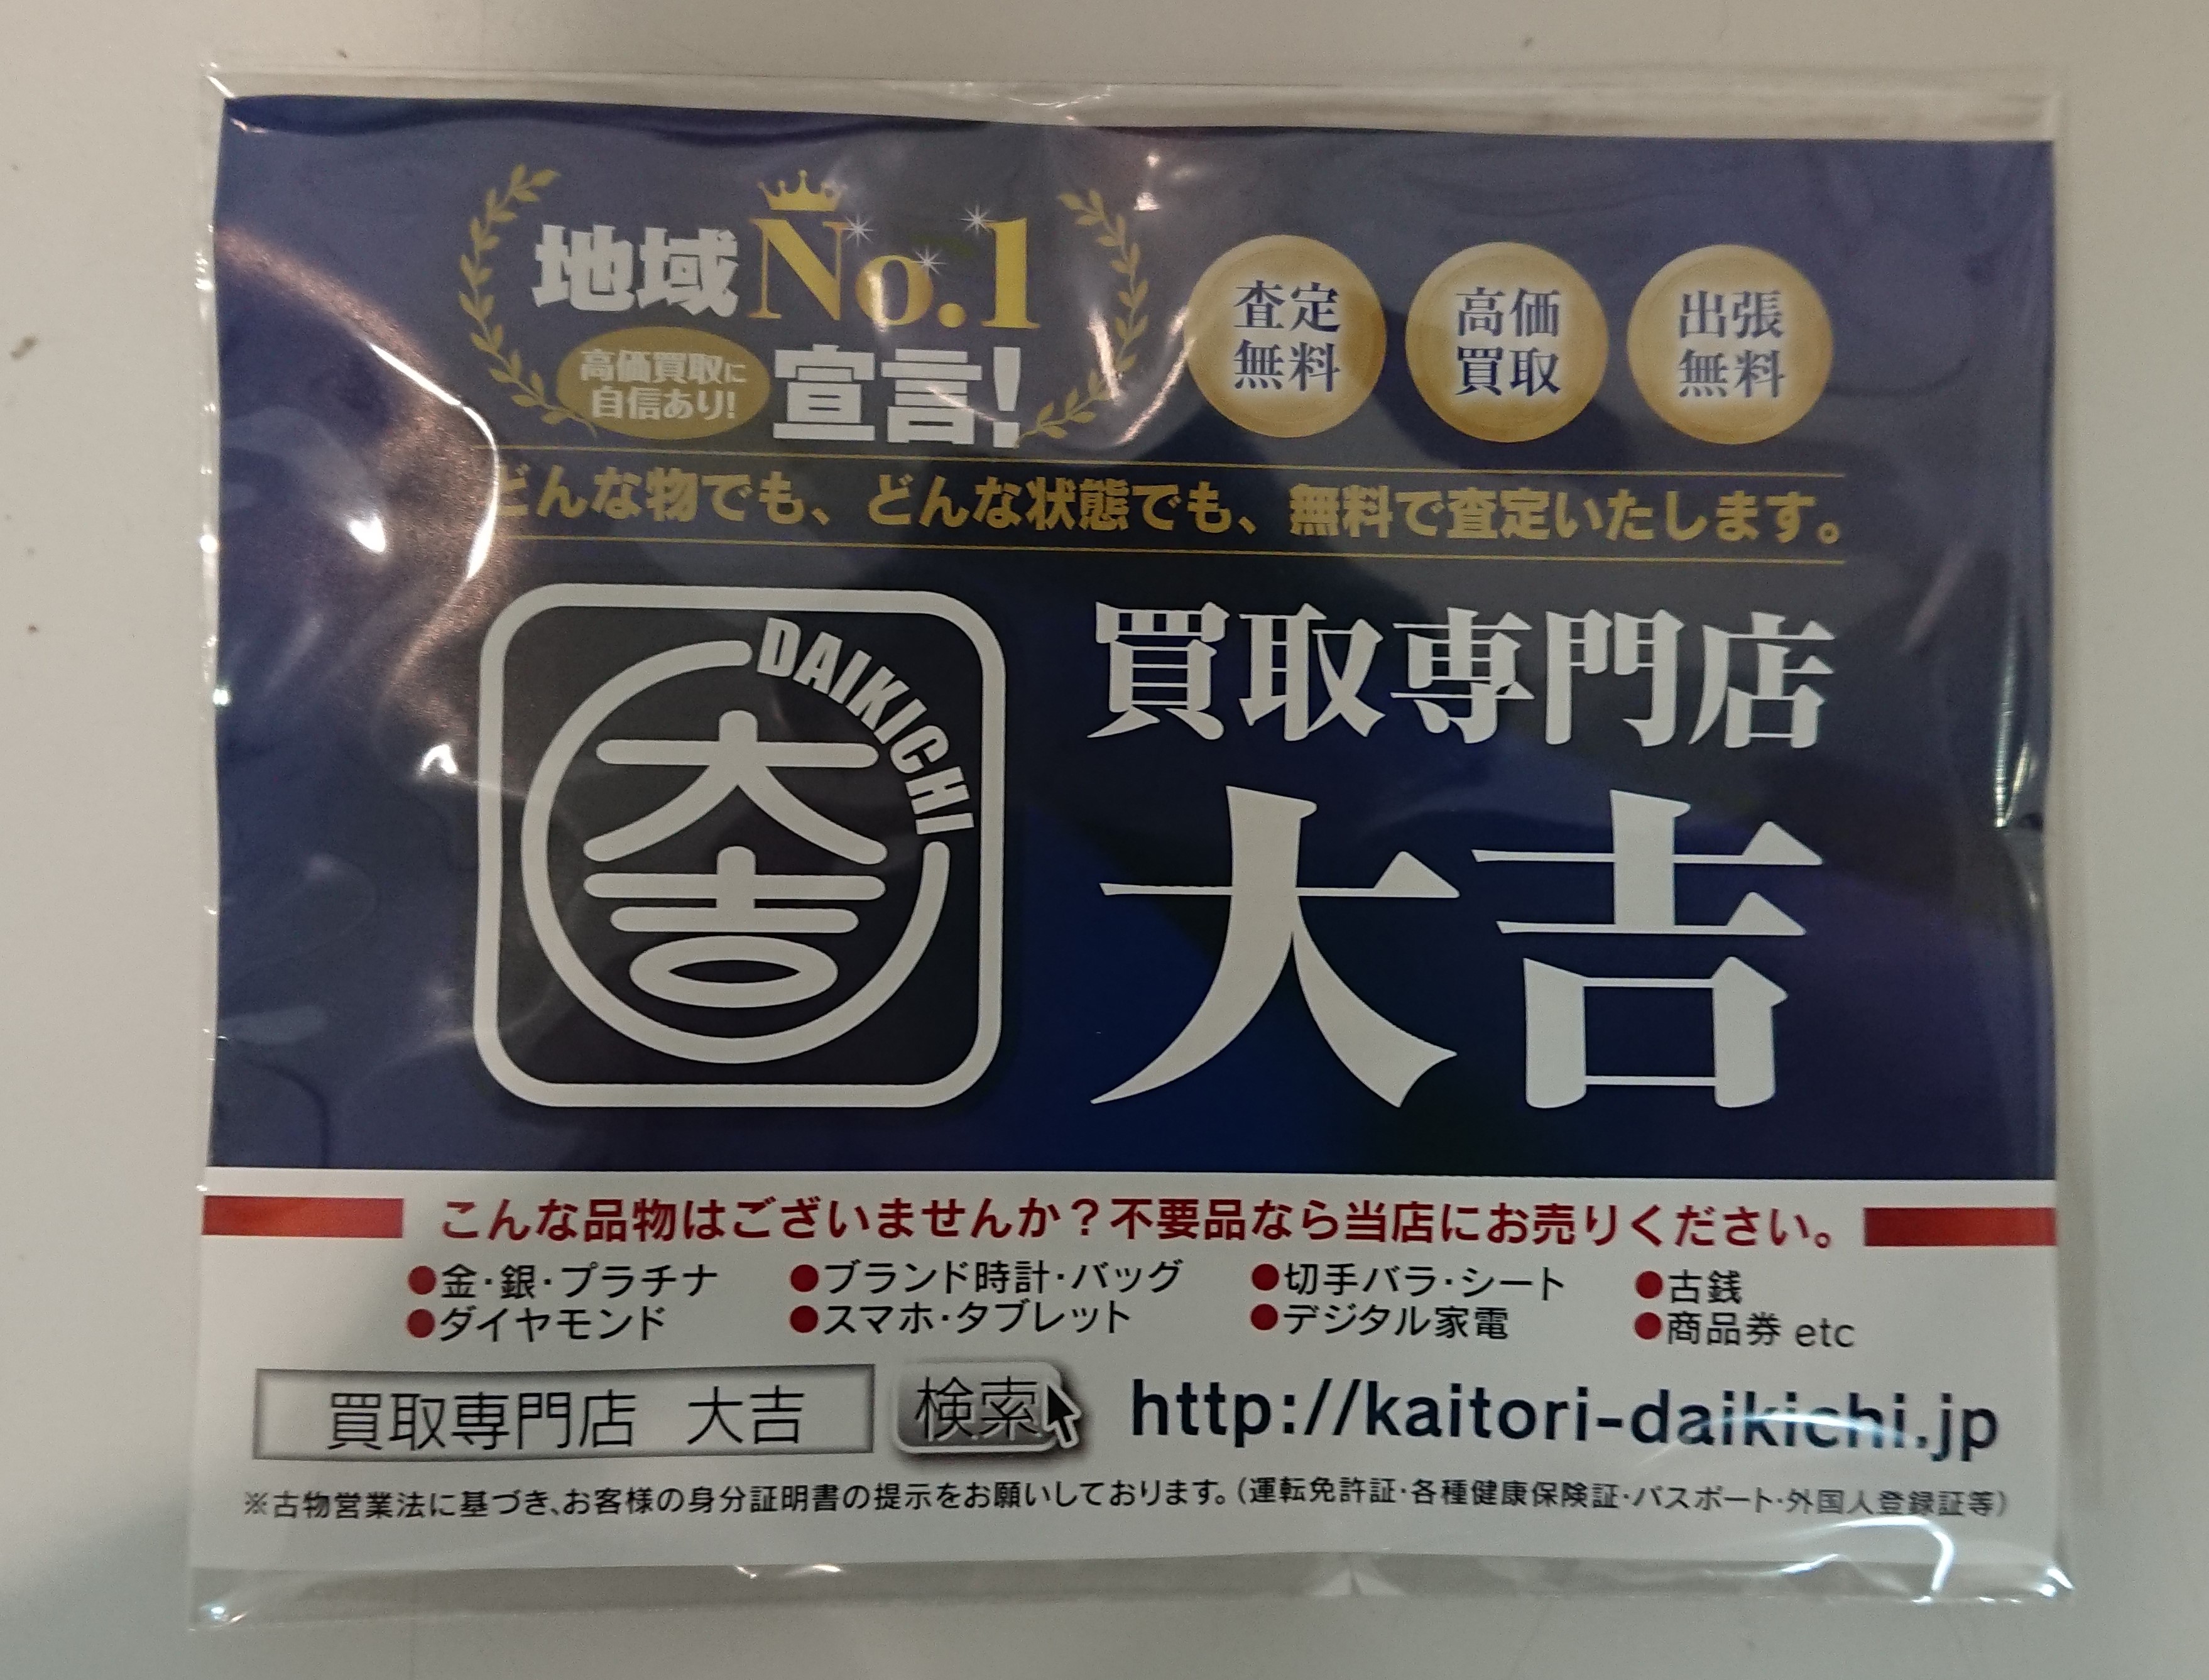 地域No.1
高価買取に
自信あり!
宣言!
査定
無料
高価
買取
出張
無料
どんな物でも、どんな状態でも、無料で査定いたします。
DAIKICHI
大吉
買取専門店
大吉
こんな品物はございませんか?不要品なら当店にお売りください。
●金・銀・プラチナ ●ブランド時計・バッグ ●切手バラ・シート ●古銭
●ダイヤモンド ●スマホ・タブレット ●デジタル家電 ●商品券 etc
買取専門店 大吉 検索 http://kaitori-daikichi.jp
※古物営業法に基づき、お客様の身分証明書の提示をお願いしております。(運転免許証・各種健康保険証・パスポート・外国人登録証等)